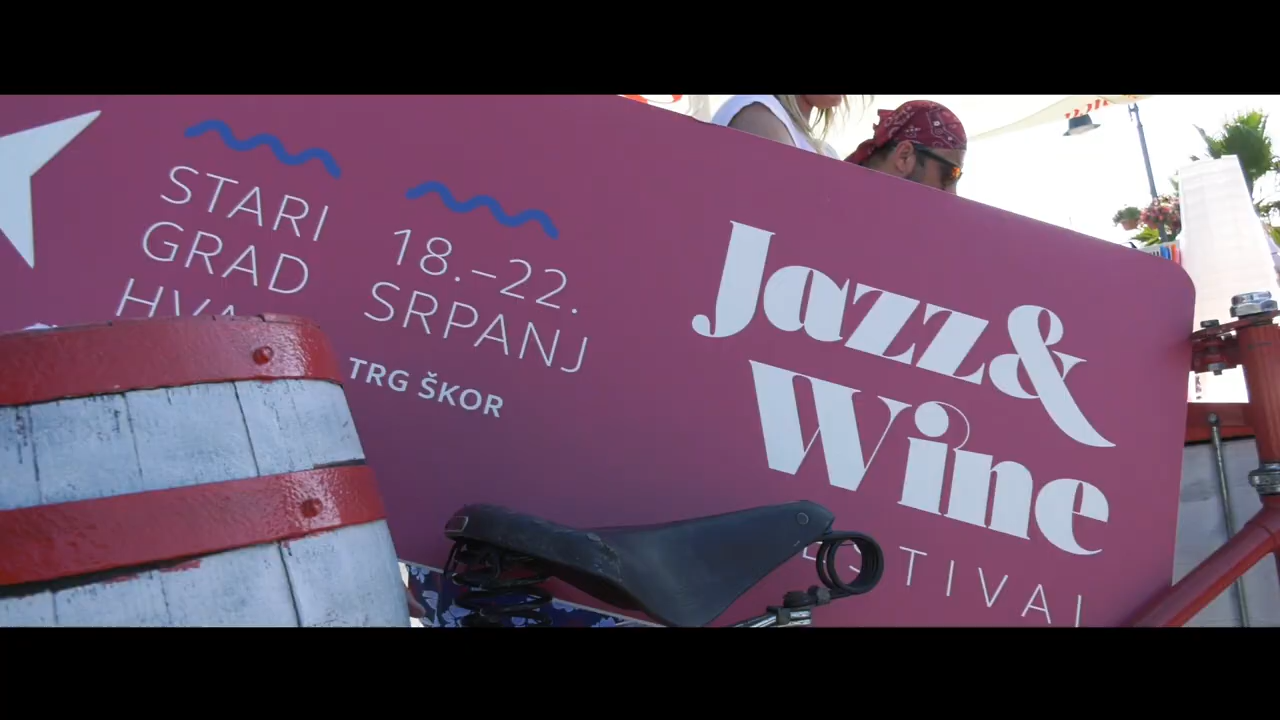 STARI
GRAD
18.–22.
SRPANJ
TRG ŠKOR
Jazz&
Wine